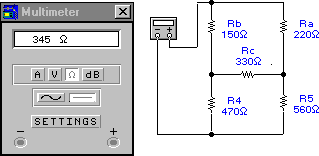 Multimeter
345 Ω
A V Ω dB
SETTINGS
- +
- +
Rb
150Ω
Ra
220Ω
Rc
330Ω
R4
470Ω
R5
560Ω